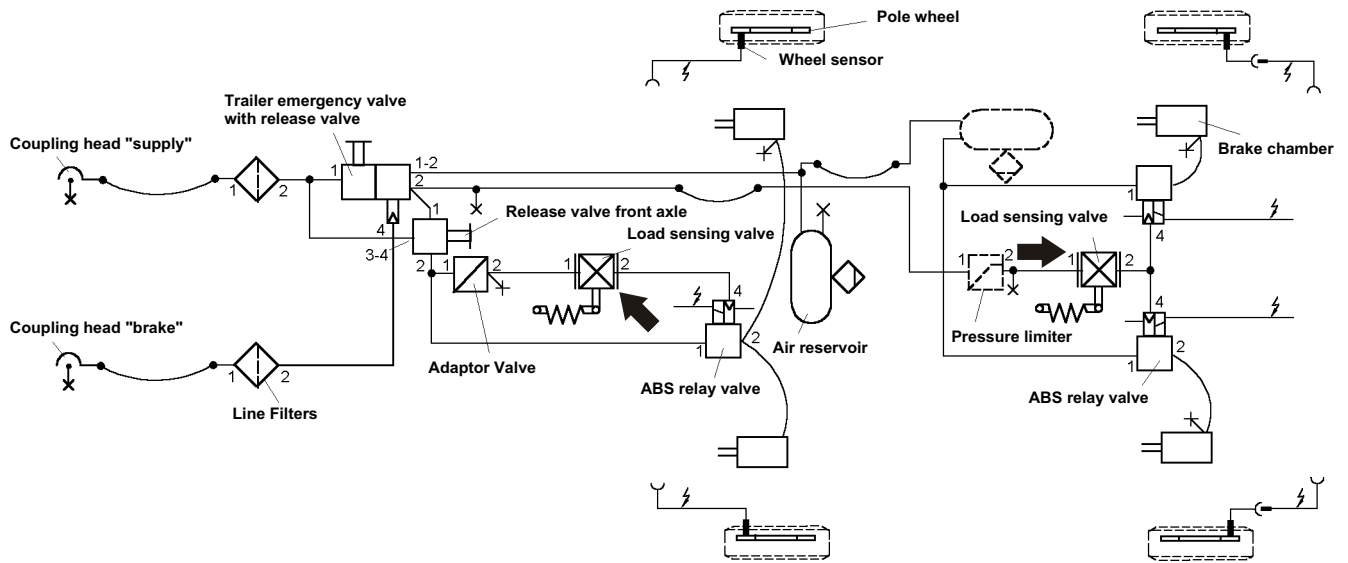 Pole wheel
Wheel sensor
Trailer emergency valve
with release valve
Coupling head "supply"
Brake chamber
1
2
1
1-2
2
4
1
3-4
2
Release valve front axle
Load sensing valve
1
2
1
2
4
Load sensing valve
1
2
1
2
1
4
4
Coupling head "brake"
1
2
Line Filters
Adaptor Valve
1
2
ABS relay valve
Air reservoir
Pressure limiter
1
2
ABS relay valve